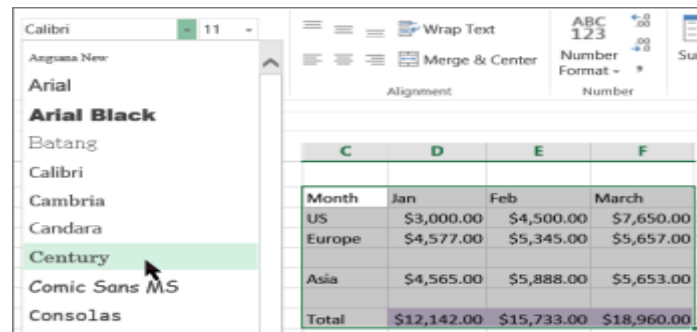 Calibri 11
Angsana New
Arial
Arial Black
Batang
Calibri
Cambria
Candara
Century
Comic Sans MS
Consolas
Wrap Text
Merge & Center
Alignment
ABC
123
Number
Format
.00
.00
Number
C D E F
Month Jan Feb March
US $3,000.00 $4,500.00 $7,650.00
Europe $4,577.00 $5,345.00 $5,657.00
Asia $4,565.00 $5,888.00 $5,653.00
Total $12,142.00 $15,733.00 $18,960.00